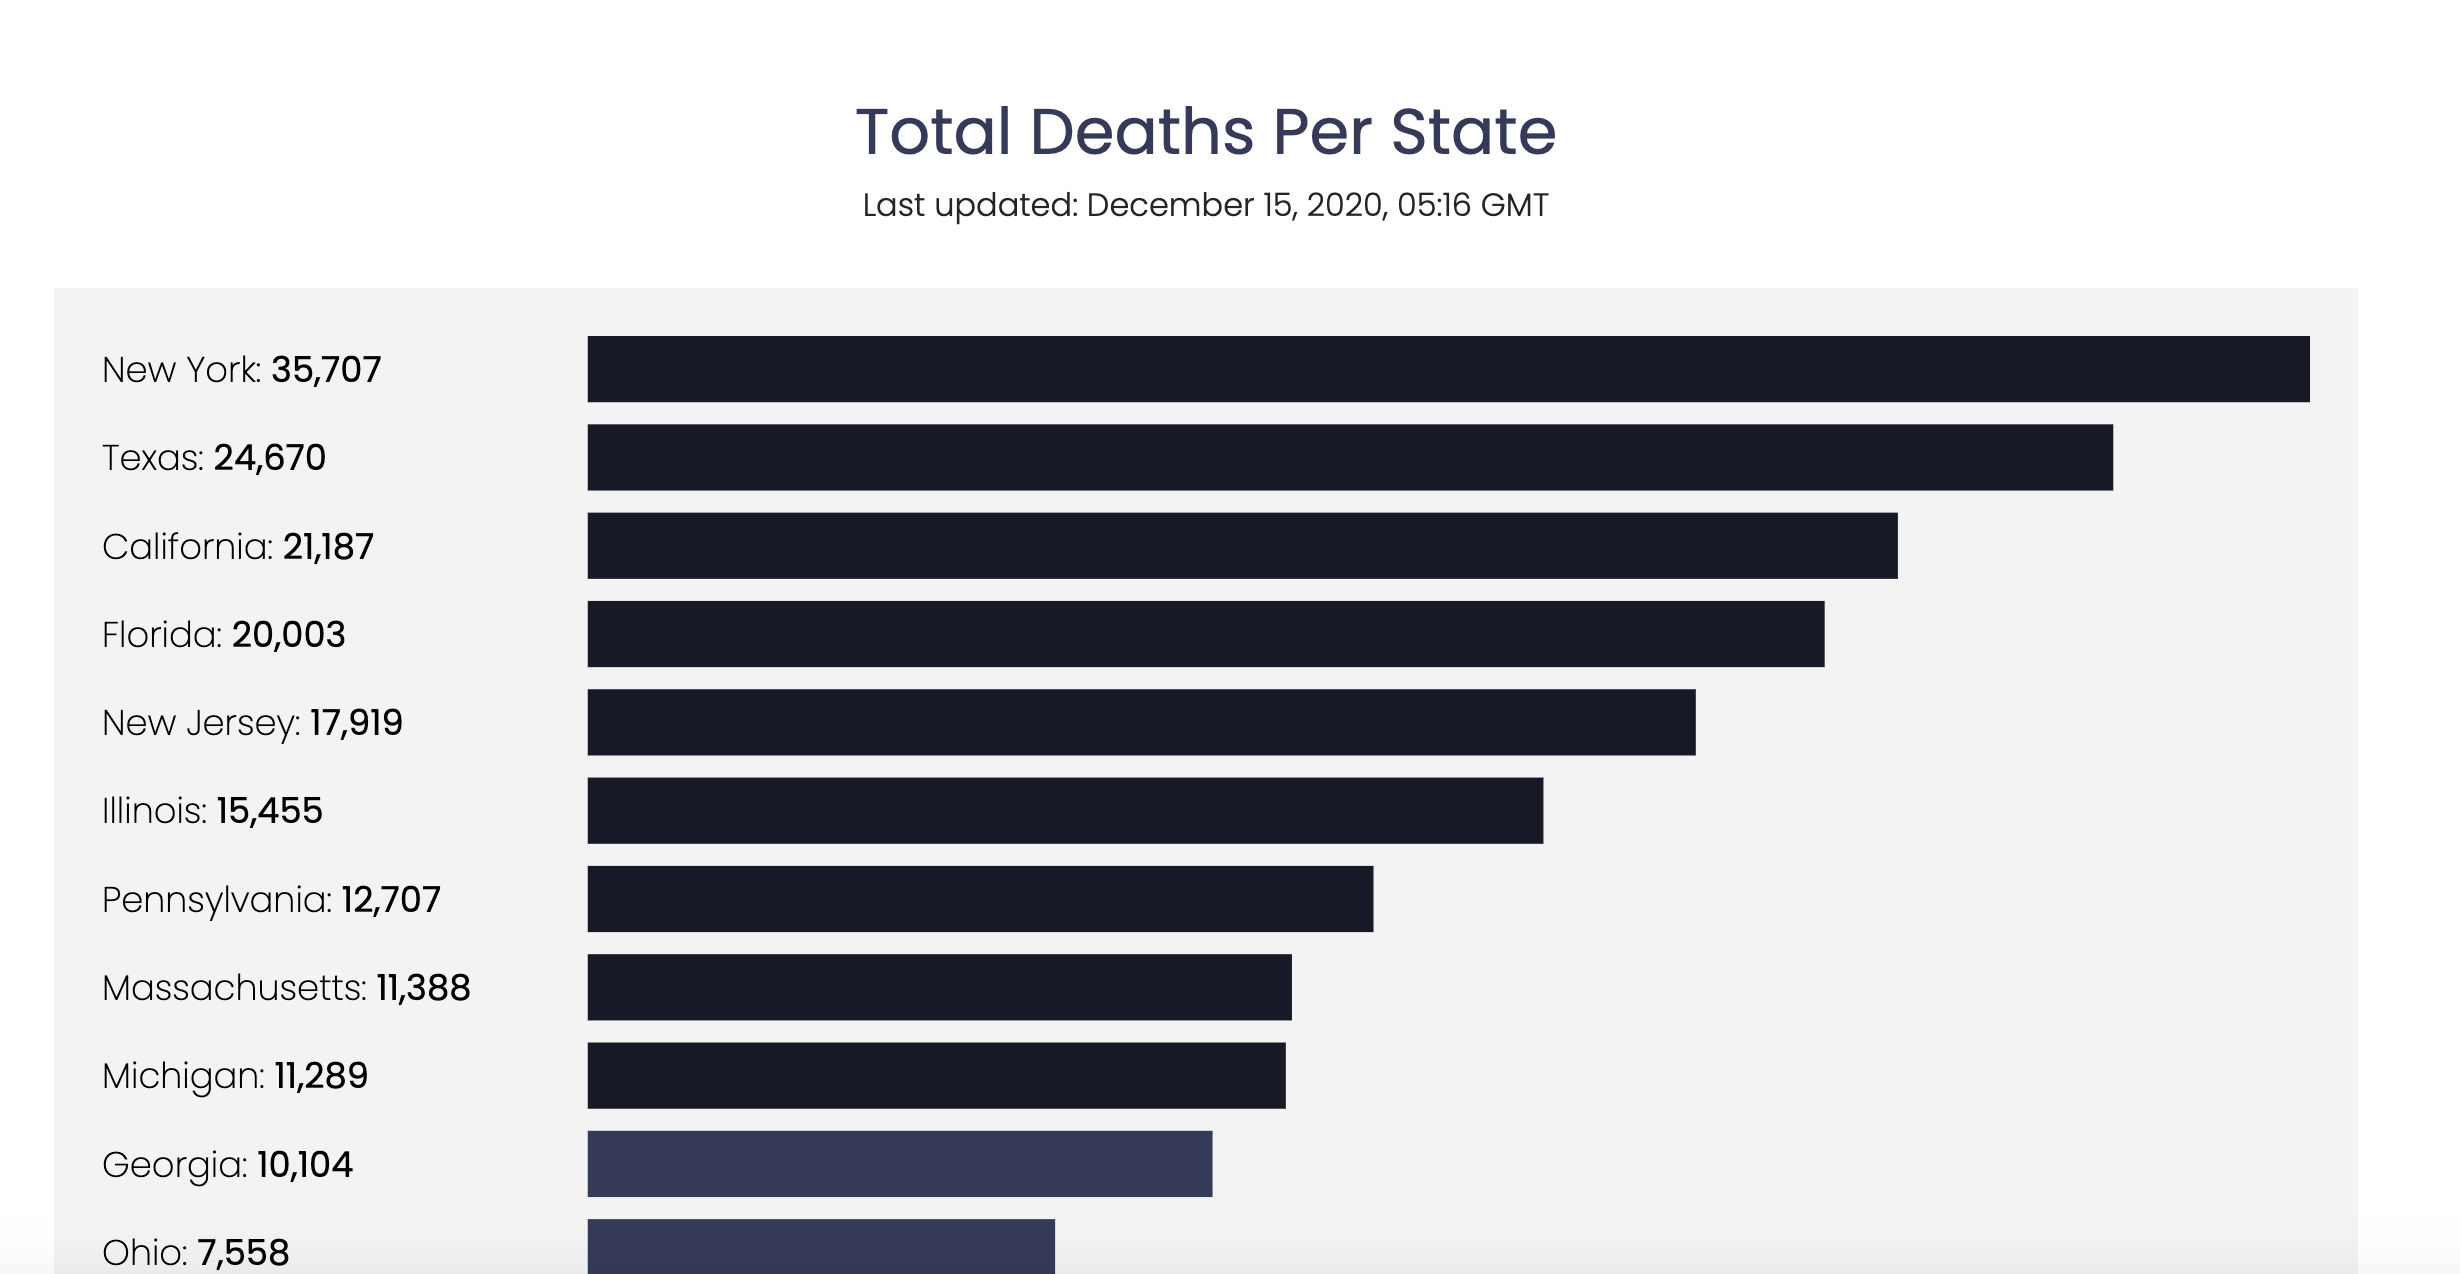 Total Deaths Per State
Last updated: December 15, 2020, 05:16 GMT
New York: 35,707
Texas: 24,670
California: 21,187
Florida: 20,003
New Jersey: 17,919
Illinois: 15,455
Pennsylvania: 12,707
Massachusetts: 11,388
Michigan: 11,289
Georgia: 10,104
Ohio: 7,558